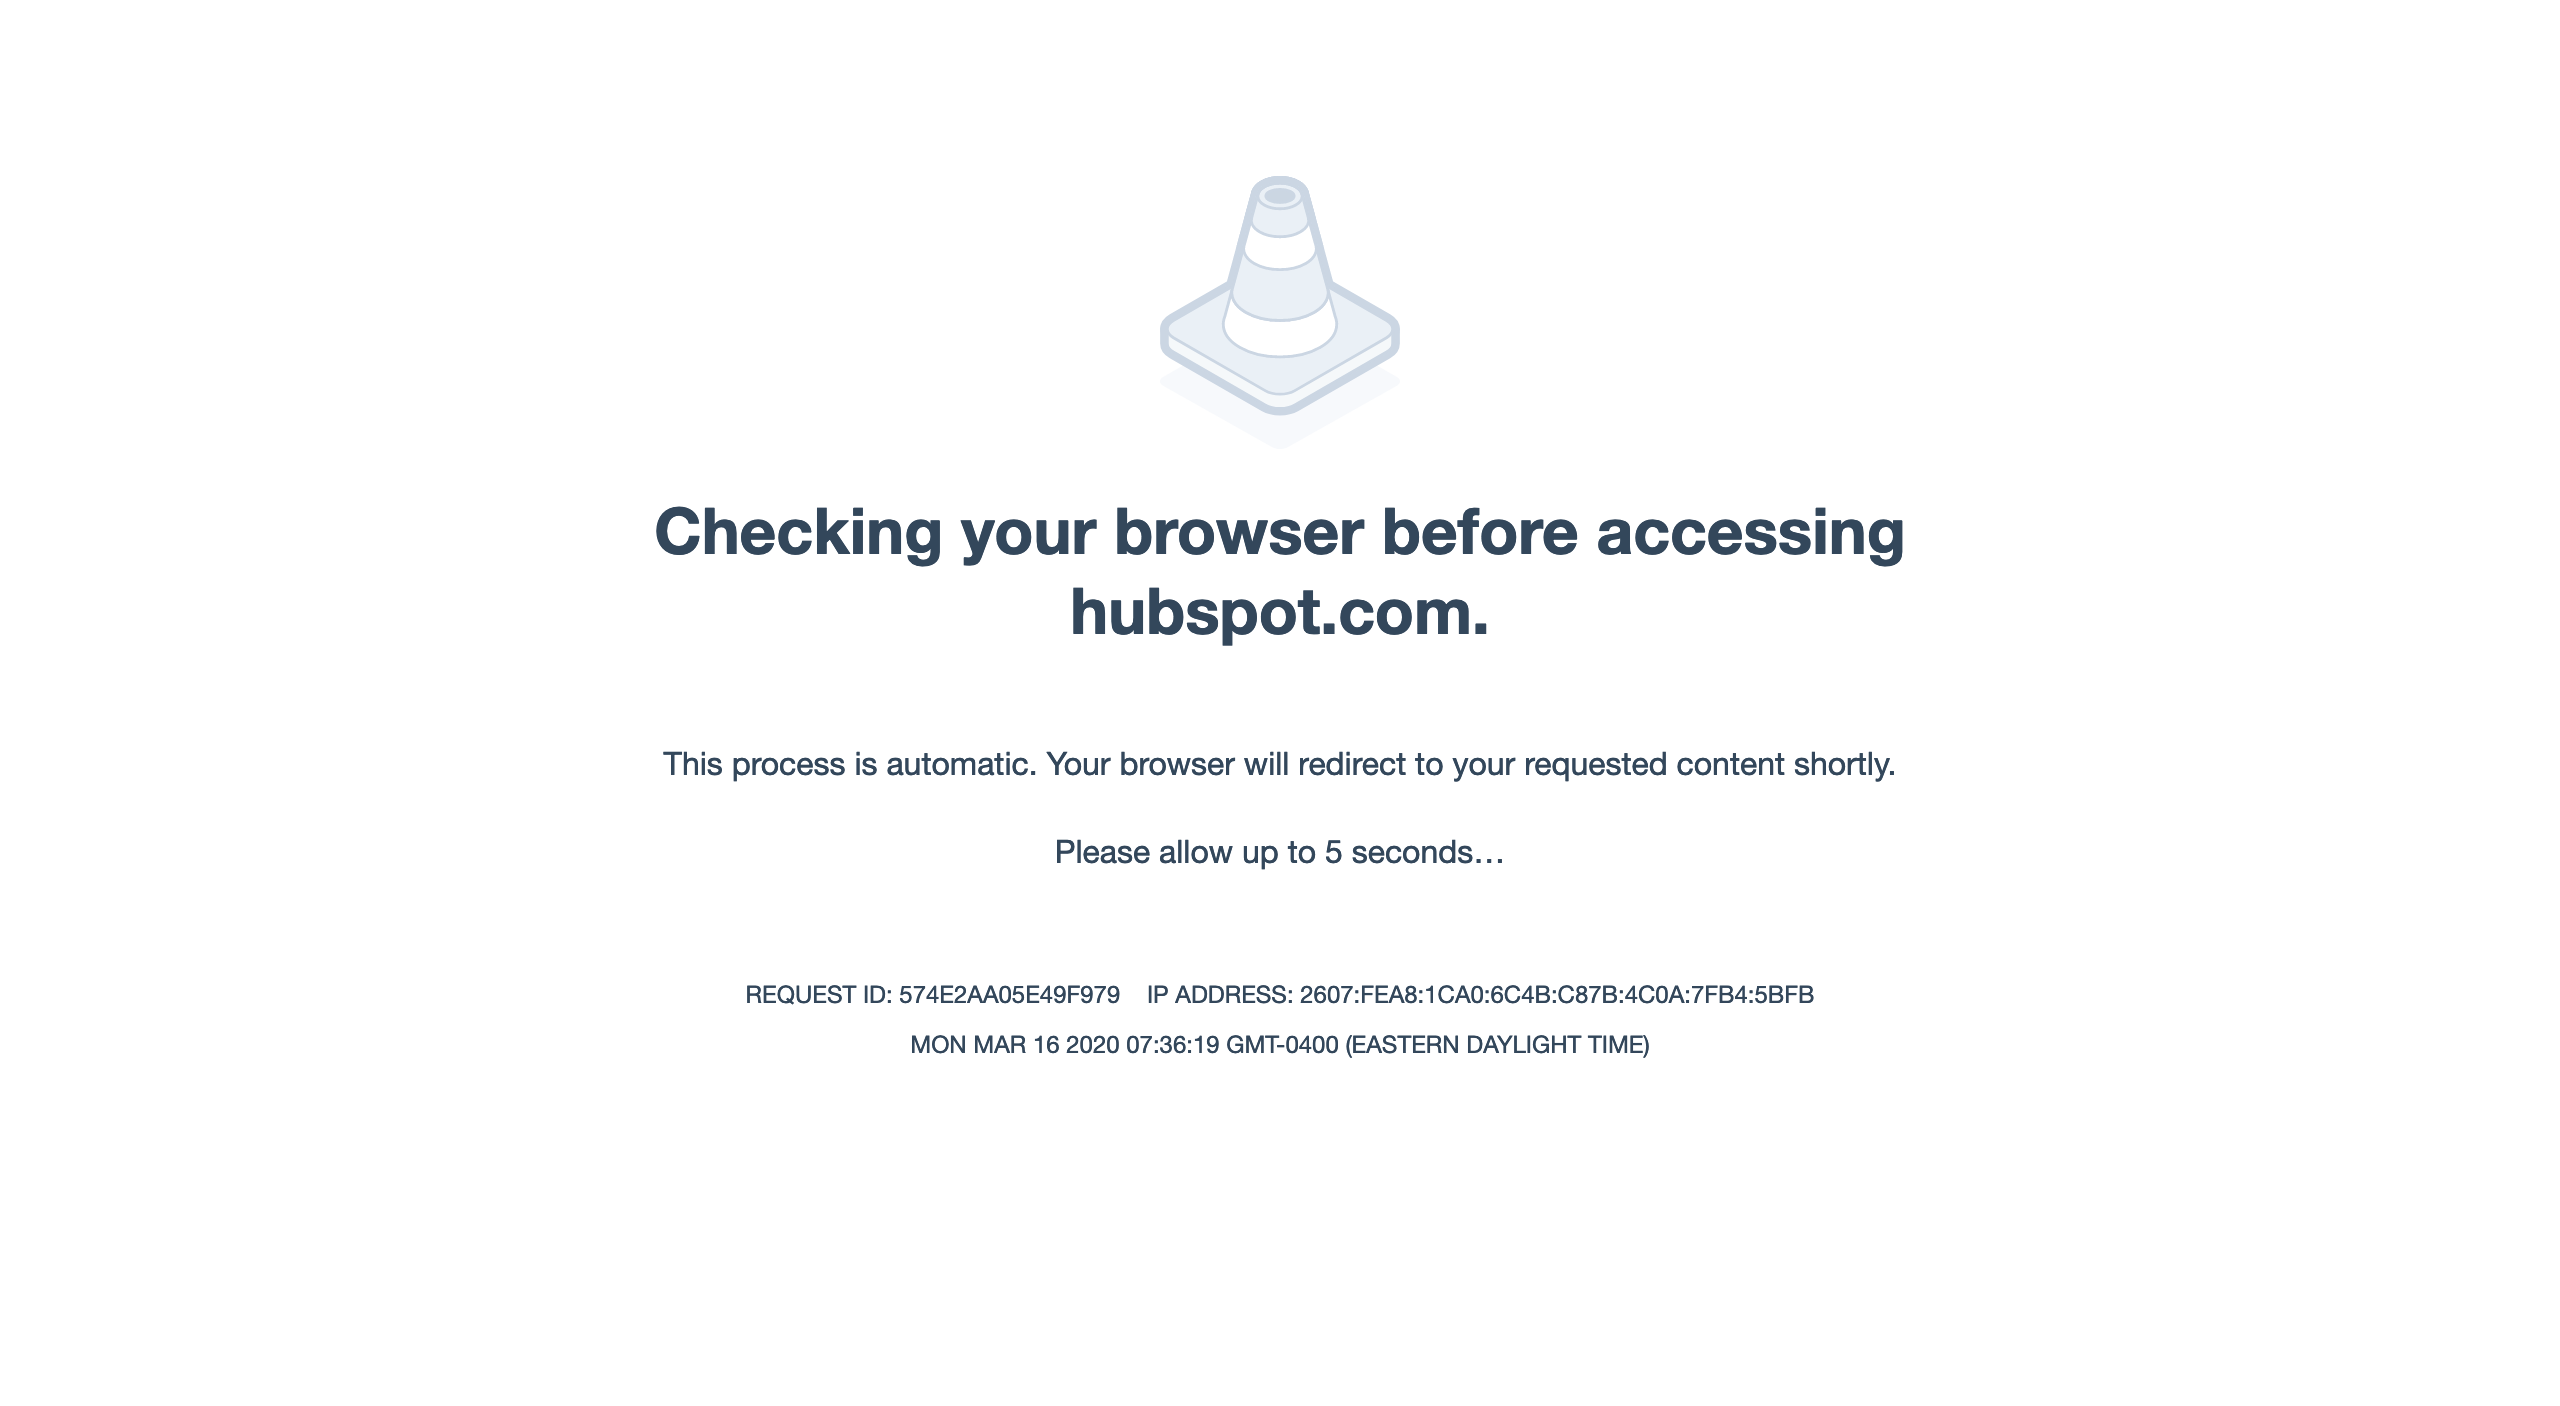 Checking your browser before accessing
hubspot.com.
This process is automatic. Your browser will redirect to your requested content shortly.
Please allow up to 5 seconds…
REQUEST ID: 574E2AA05E49F979 IP ADDRESS: 2607:FEA8:1CA0:6C4B:C87B:4C0A:7FB4:5BFB
MON MAR 16 2020 07:36:19 GMT-0400 (EASTERN DAYLIGHT TIME)